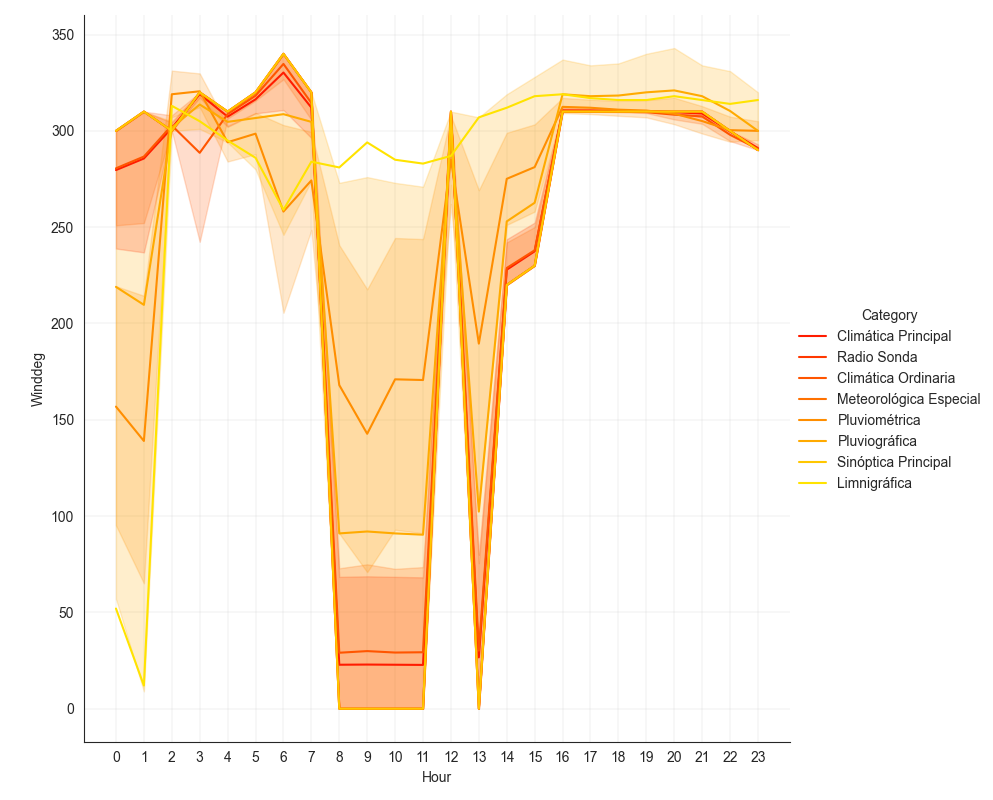 350
300
250
200
150
100
50
0
Winddeg
0 1 2 3 4 5 6 7 8 9 10 11 12 13 14 15 16 17 18 19 20 21 22 23
Hour
Category
Climática Principal
Radio Sonda
Climática Ordinaria
Meteorológica Especial
Pluviométrica
Pluviográfica
Sinóptica Principal
Limnigráfica